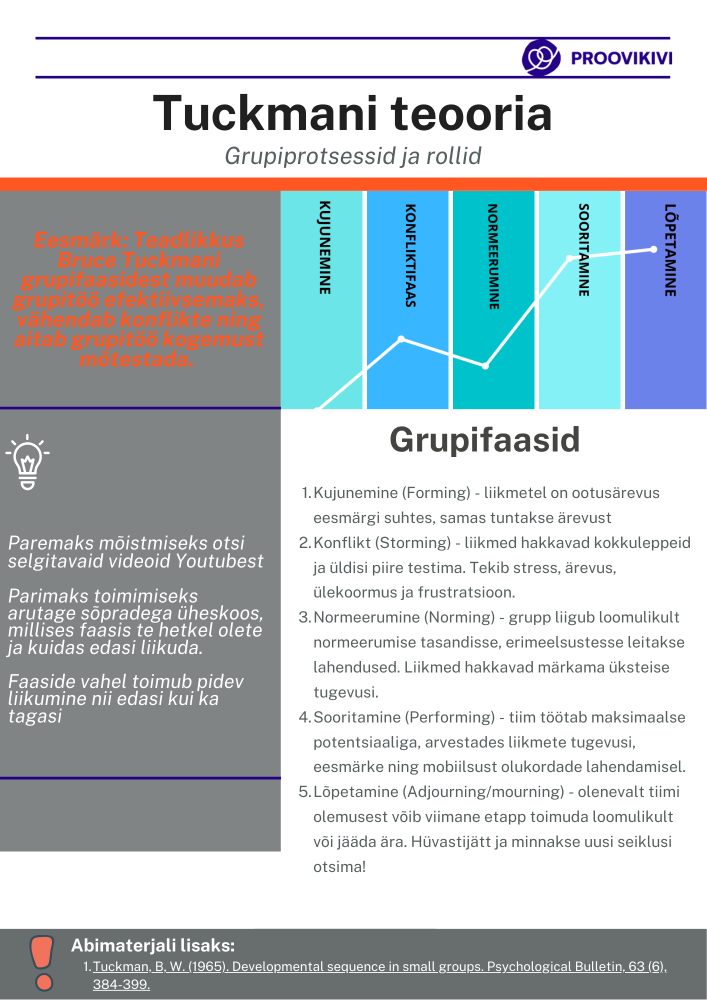 PROOVIKIVI
Tuckmani teooria
Grupiprotsessid ja rollid
Eesmärk: Teadlikkus
Bruce Tuckmani
grupifaasidest muudab
grupitöö efektiivsemaks,
vähendab konflikte ning
aitab grupitöö kogemust
mõtestada.
KUJUNEMINE
KONFLIKTIFAAS
NORMEERUMINE
SOORITAMINE
LÕPETAMINE
Paremaks mõistmiseks otsi
selgitavaid videoid Youtubest
Parimaks toimimiseks
arutage sõpradega üheskoos,
millises faasis te hetkel olete
ja kuidas edasi liikuda.
Faaside vahel toimub pidev
liikumine nii edasi kui ka
tagasi
Grupifaasid
1. Kujunemine (Forming) - liikmetel on ootusärevus
eesmärgi suhtes, samas tuntakse ärevust
2. Konflikt (Storming) - liikmed hakkavad kokkuleppeid
ja üldisi piire testima. Tekib stress, ärevus,
ülekoormus ja frustratsioon.
3. Normeerumine (Norming) - grupp liigub loomulikult
normeerumise tasandisse, erimeelsustesse leitakse
lahendused. Liikmed hakkavad märkama üksteise
tugevusi.
4. Sooritamine (Performing) - tiim töötab maksimaalse
potentsiaaliga, arvestades liikmete tugevusi,
eesmärke ning mobiilsust olukordade lahendamisel.
5. Lõpetamine (Adjourning/mourning) - olenevalt tiimi
olemusest võib viimane etapp toimuda loomulikult
või jääda ära. Hüvastijätt ja minnakse uusi seiklusi
otsima!
Abimaterjali lisaks:
1. Tuckman, B, W. (1965). Developmental sequence in small groups. Psychological Bulletin, 63 (6),
384-399.